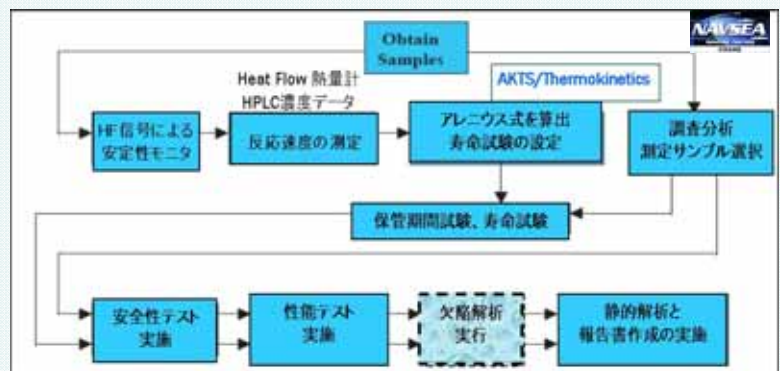 Obtain
Samples
NAVSEA
Heat Flow 熱量計
HPLC濃度データ
AKTS/Thermokinetics
HF信号による
安定性モニタ
反応速度の測定
アレニウス式を算出
寿命試験の設定
調査分析
測定サンプル選択
保管期間試験、寿命試験
安全性テスト
実施
性能テスト
実施
欠陥解析
実行
静的解析と
報告書作成の実施